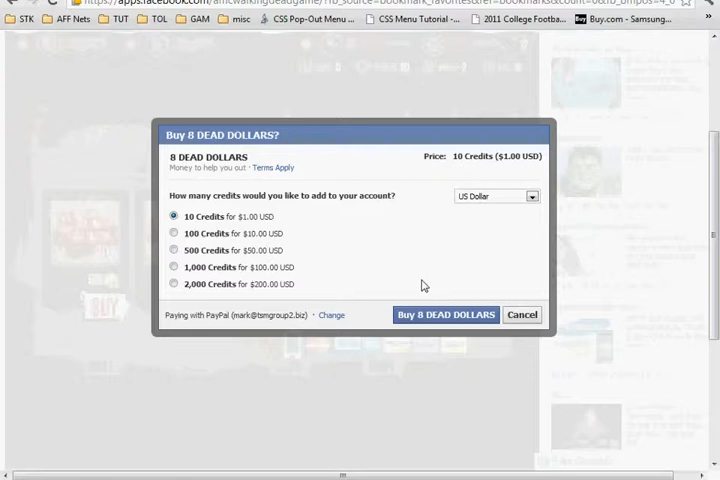 https://apps.facebook.com/amcwalkingdeadgame/?fb_source=bookmark_favorites&ref=bookmarks&count=0&fb_bmpos=4_0
STK AFF Nets TUT TOL GAM misc CSS Pop-Out Menu ... CSS Menu Tutorial -... 2011 College Footba... Buy.com - Samsung...
Buy 8 DEAD DOLLARS?
8 DEAD DOLLARS
Price: 10 Credits ($1.00 USD)
Money to help you out · Terms Apply
How many credits would you like to add to your account?
US Dollar
10 Credits for $1.00 USD
100 Credits for $10.00 USD
500 Credits for $50.00 USD
1,000 Credits for $100.00 USD
2,000 Credits for $200.00 USD
BUY
Paying with PayPal (mark@tsmgroup2.biz) · Change
Buy 8 DEAD DOLLARS
Cancel